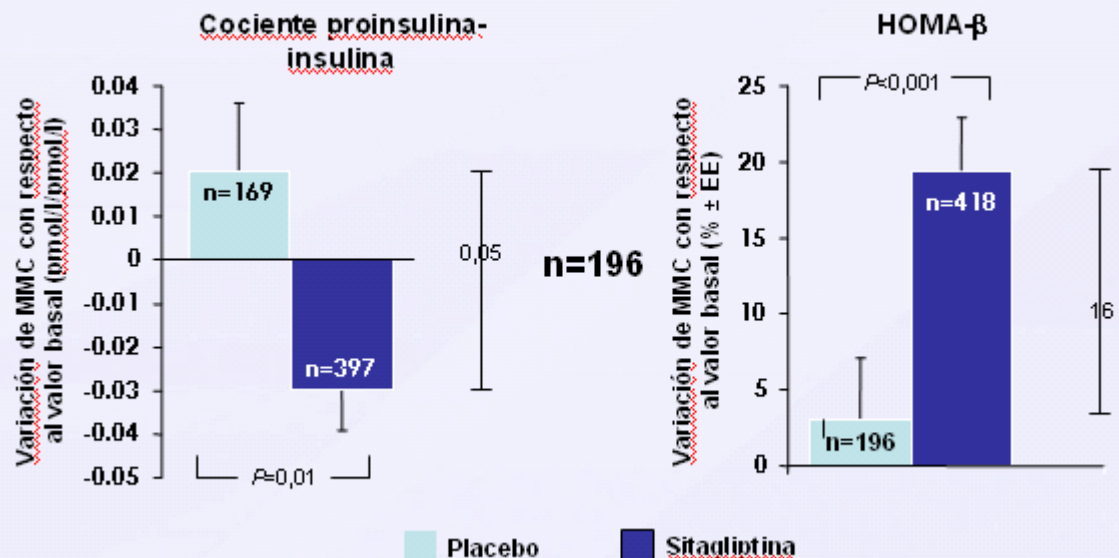 Cociente proinsulina-
insulina
Variación de MMC con respecto
al valor basal (pmol/l/pmol/l)
0.04
0.03
0.02
0.01
0
-0.01
-0.02
-0.03
-0.04
-0.05
n=169
n=397
P=0,01
0,05
n=196
HOMA-β
Variación de MMC con respecto
al valor basal (% ± EE)
25
20
15
10
5
0
P<0,001
n=196
n=418
16
Placebo
Sitagliptina